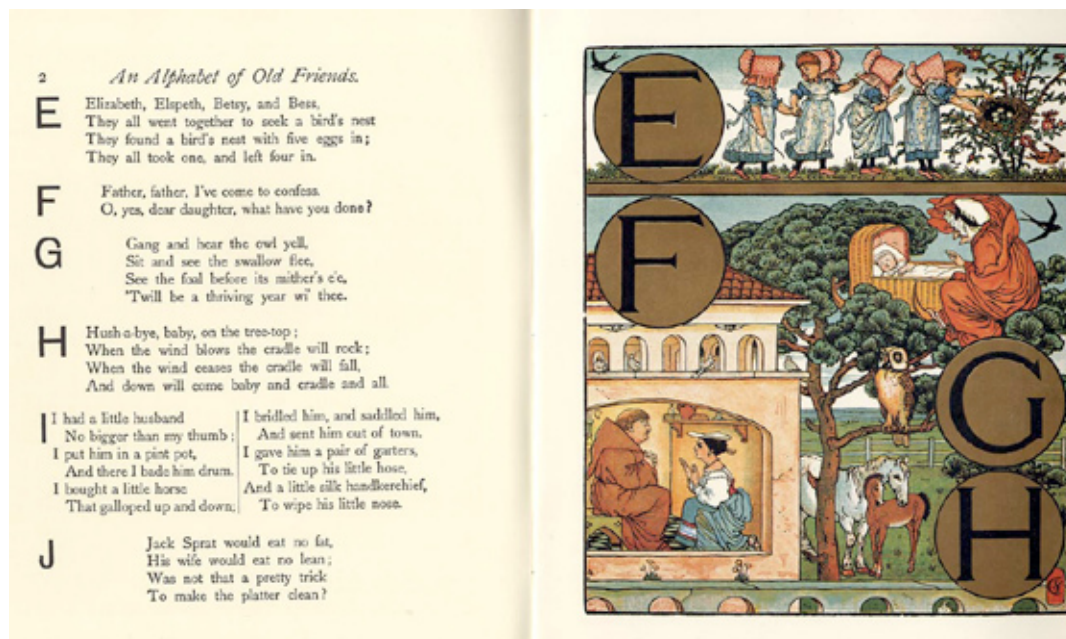 2 An Alphabet of Old Friends.
E Elizabeth, Elspeth, Betsy, and Bess,
They all went together to seek a bird's nest
They found a bird's nest with five eggs in;
They all took one, and left four in.
F Father, father, I've come to confess.
O, yes, dear daughter, what have you done?
G Gang and hear the owl yell,
Sit and see the swallow flee,
See the foal before its mither's e'e,
'Twill be a thriving year wi' thee.
H Hush-a-bye, baby, on the tree-top;
When the wind blows the cradle will rock;
When the wind ceases the cradle will fall,
And down will come baby and cradle and all.
I I had a little husband
No bigger than my thumb;
I put him in a pint pot,
And there I bade him drum.
I bought a little horse
That galloped up and down;
I bridled him, and saddled him,
And sent him out of town.
I gave him a pair of garters,
To tie up his little hose,
And a little silk handkerchief,
To wipe his little nose.
J Jack Sprat would eat no fat,
His wife would eat no lean;
Was not that a pretty trick
To make the platter clean?
E
F
G
H